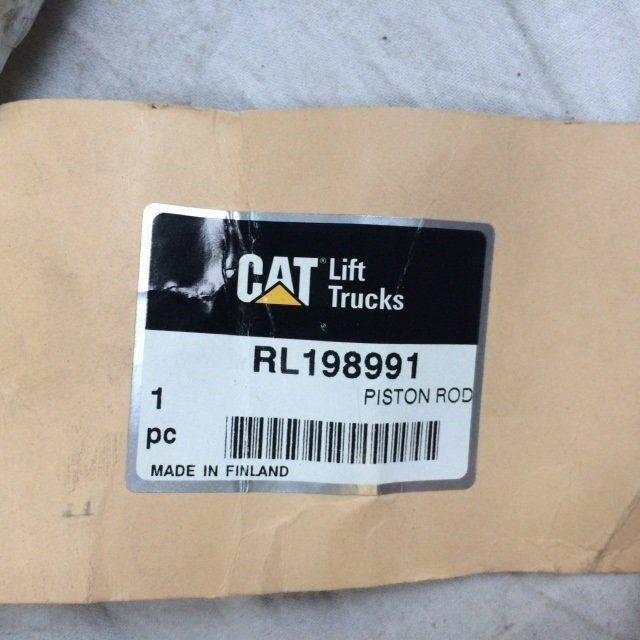 CAT® Lift
Trucks
RL198991
1 PISTON ROD
pc
MADE IN FINLAND